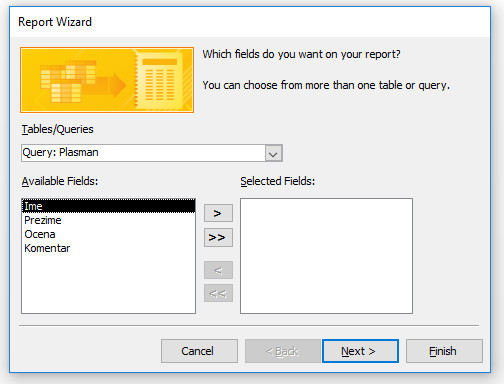 Report Wizard
Which fields do you want on your report?
You can choose from more than one table or query.
Tables/Queries
Query: Plasman
Available Fields:
Selected Fields:
Ime
Prezime
Ocena
Komentar
>
>>
<
<<
Cancel
< Back
Next >
Finish